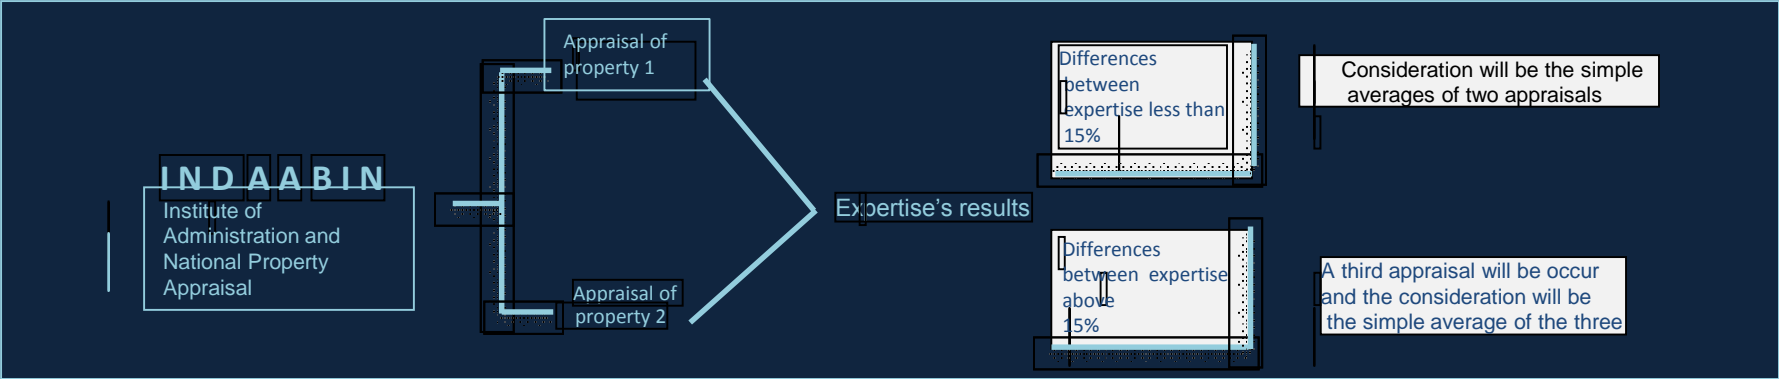 INDAABIN
Institute of
Administration and
National Property
Appraisal
Appraisal of
property 1
Appraisal of
property 2
Expertise's results
Differences
between
expertise less than
15%
Consideration will be the simple
averages of two appraisals
Differences
between expertise
above
15%
A third appraisal will be occur
and the consideration will be
the simple average of the three